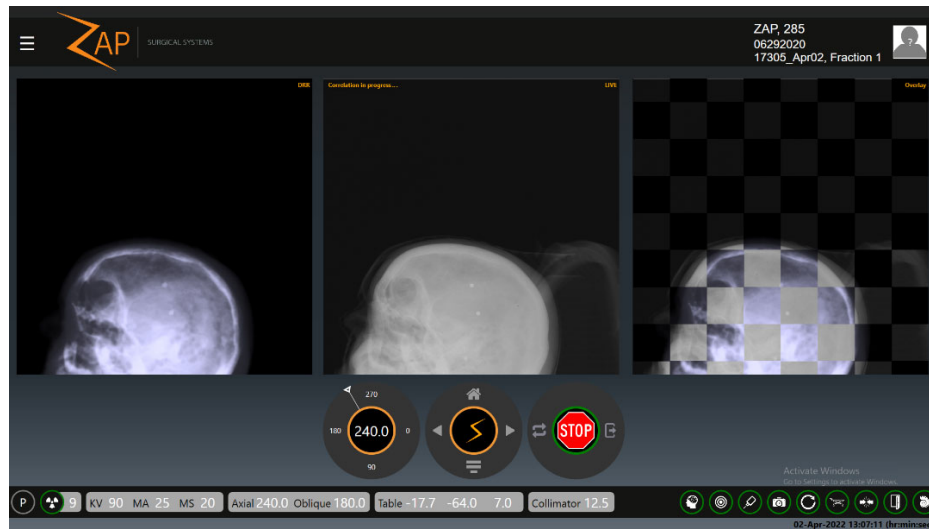 ZAP SURGICAL SYSTEMS
ZAP, 285
06292020
17305_Apr02, Fraction 1
?
DRR
Correlation in progress....
LIVE
Overlay
270
180 240.0 0
90
STOP
Activate Windows
Go to Settings to activate Windows.
P 9 KV 90 MA 25 MS 20 Axial 240.0 Oblique 180.0 Table -17.7 -64.0 7.0 Collimator 12.5
02-Apr-2022 13:07:11 (hr:min:sec